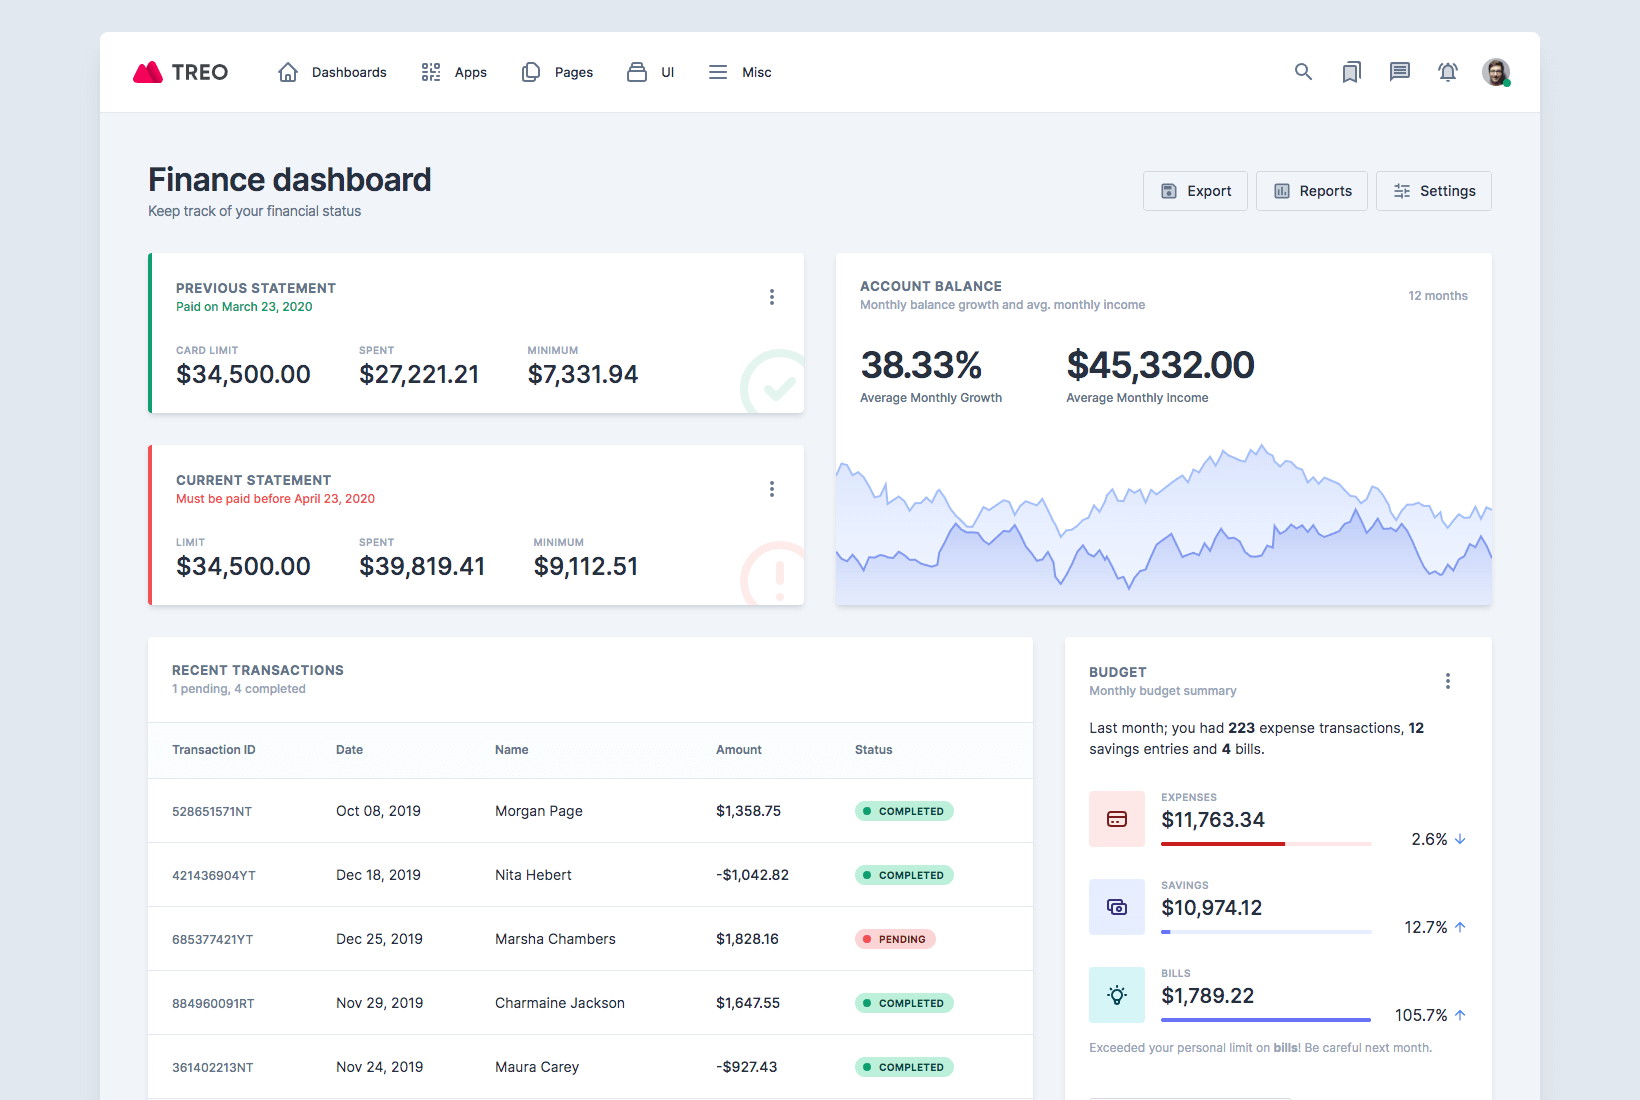 TREO
Dashboards
Apps
Pages
UI
Misc
Finance dashboard
Keep track of your financial status
Export
Reports
Settings
PREVIOUS STATEMENT
Paid on March 23, 2020
CARD LIMIT
SPENT
MINIMUM
$34,500.00
$27,221.21
$7,331.94
CURRENT STATEMENT
Must be paid before April 23, 2020
LIMIT
SPENT
MINIMUM
$34,500.00
$39,819.41
$9,112.51
ACCOUNT BALANCE
Monthly balance growth and avg. monthly income
12 months
38.33%
$45,332.00
Average Monthly Growth
Average Monthly Income
RECENT TRANSACTIONS
1 pending, 4 completed
Transaction ID Date Name Amount Status
528651571NT Oct 08, 2019 Morgan Page $1,358.75 COMPLETED
421436904YT Dec 18, 2019 Nita Hebert -$1,042.82 COMPLETED
685377421YT Dec 25, 2019 Marsha Chambers $1,828.16 PENDING
884960091RT Nov 29, 2019 Charmaine Jackson $1,647.55 COMPLETED
361402213NT Nov 24, 2019 Maura Carey -$927.43 COMPLETED
BUDGET
Monthly budget summary
Last month; you had 223 expense transactions, 12
savings entries and 4 bills.
EXPENSES
$11,763.34
2.6%
SAVINGS
$10,974.12
12.7%
BILLS
$1,789.22
105.7%
Exceeded your personal limit on bills! Be careful next month.